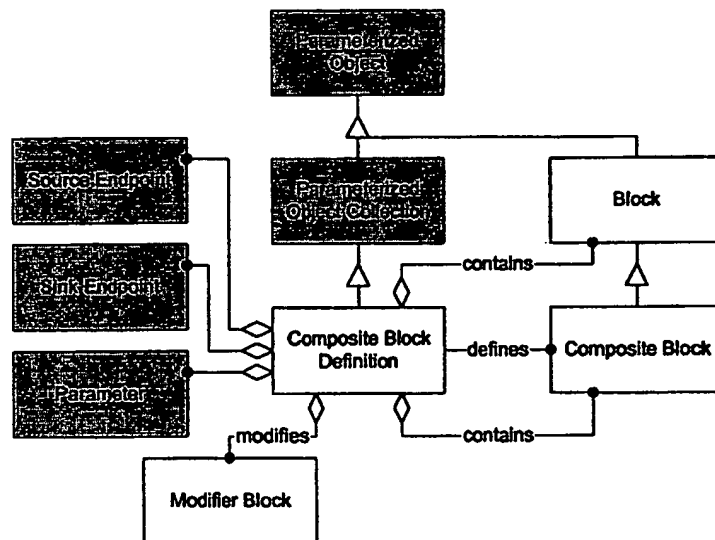 Parameterized
Object
Source Endpoint
Parameterized
Object Collection
Block
contains
Sink Endpoint
Composite Block
Definition
defines
Composite Block
Parameter
modifies
contains
Modifier Block